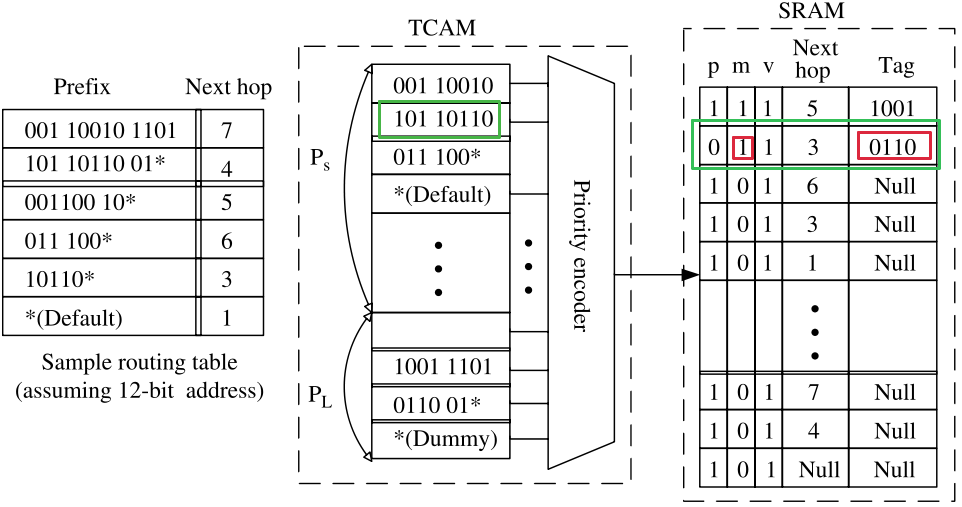 Prefix Next hop
001 10010 1101 7
101 10110 01* 4
001100 10* 5
011 100* 6
10110* 3
*(Default) 1
Sample routing table
(assuming 12-bit address)
TCAM
001 10010
101 10110
011 100*
*(Default)
1001 1101
0110 01*
*(Dummy)
Ps
PL
Priority encoder
SRAM
p m v Next hop Tag
1 1 1 5 1001
0 1 1 3 0110
1 0 1 6 Null
1 0 1 3 Null
1 0 1 1 Null
1 0 1 7 Null
1 0 1 4 Null
1 0 1 Null Null